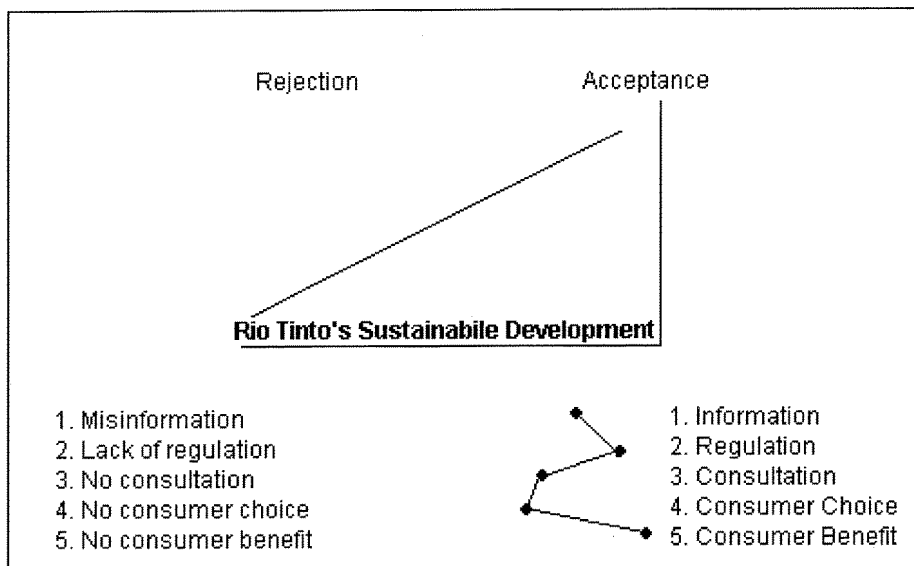 Rejection Acceptance
Rio Tinto's Sustainabile Development
1. Misinformation
2. Lack of regulation
3. No consultation
4. No consumer choice
5. No consumer benefit
1. Information
2. Regulation
3. Consultation
4. Consumer Choice
5. Consumer Benefit